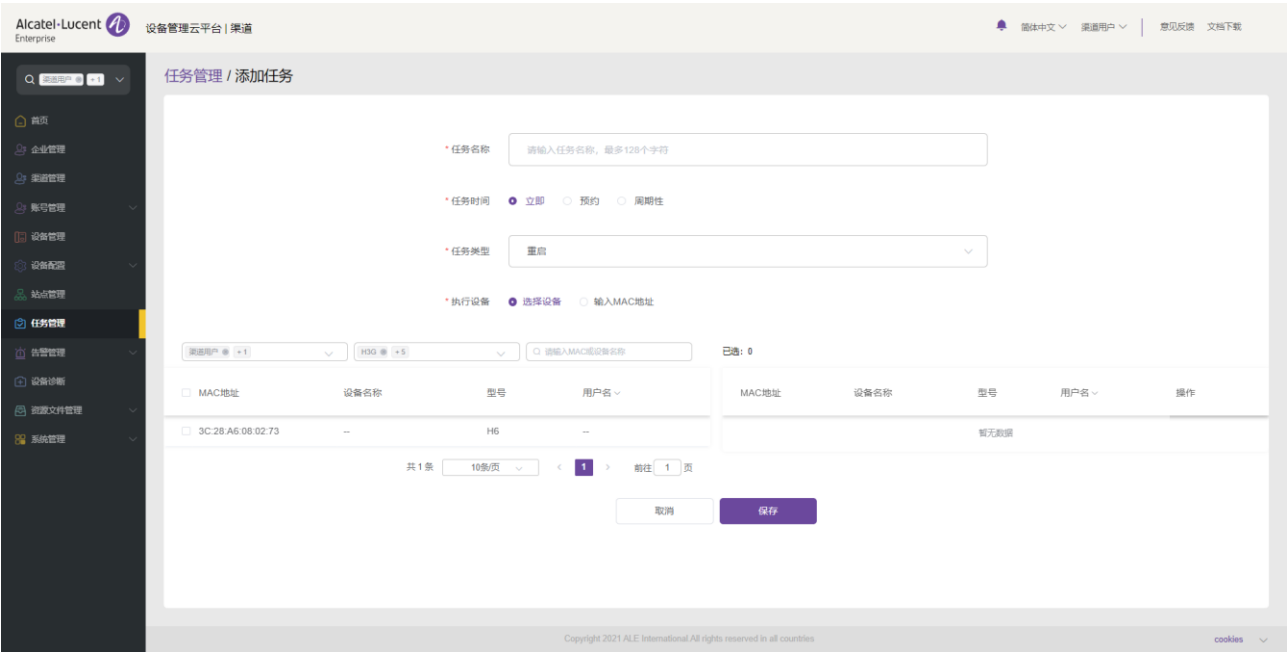 Alcatel·Lucent
Enterprise
设备管理云平台 | 渠道
简体中文 渠道用户 意见反馈 文档下载
渠道用户 +1
任务管理 / 添加任务
首页
企业管理
渠道管理
账号管理
设备管理
设备配置
站点管理
任务管理
告警管理
设备诊断
资源文件管理
系统管理
* 任务名称 请输入任务名称，最多128个字符
* 任务时间 立即 预约 周期性
* 任务类型 重启
* 执行设备 选择设备 输入MAC地址
渠道用户 +1 H3G +5 请输入MAC或设备名称 已选：0
MAC地址 设备名称 型号 用户名 MAC地址 设备名称 型号 用户名 操作
3C:28:A6:08:02:73 -- H6 -- 暂无数据
共 1 条 10条/页 < 1 > 前往 1 页
取消 保存
Copyright 2021 ALE International.All rights reserved in all countries
cookies